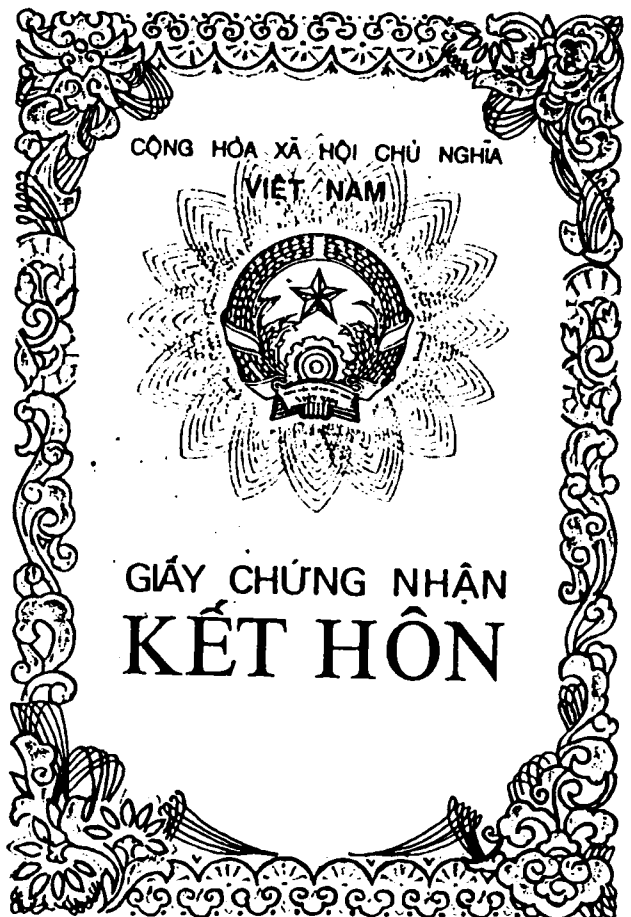 CỘNG HÒA XÃ HỘI CHỦ NGHĨA
VIỆT NAM
GIẤY CHỨNG NHẬN
KẾT HÔN